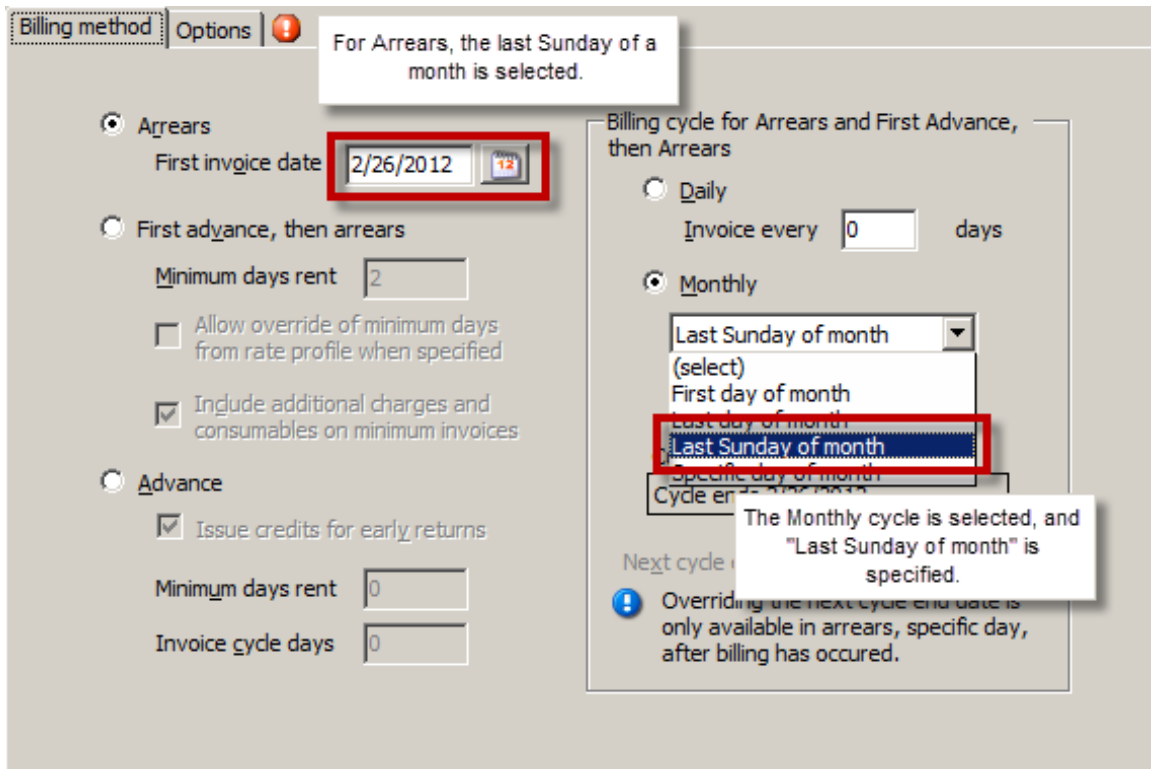 Billing method
Options
For Arrears, the last Sunday of a
month is selected.
Arrears
First invoice date
2/26/2012
12
First advance, then arrears
Minimum days rent
2
Allow override of minimum days
from rate profile when specified
Include additional charges and
consumables on minimum invoices
Advance
Issue credits for early returns
Minimum days rent
0
Invoice cycle days
0
Billing cycle for Arrears and First Advance,
then Arrears
Daily
Invoice every 0 days
Monthly
Last Sunday of month
(select)
First day of month
Last day of month
Last Sunday of month
Specific day of month
Cycle ends 2/26/2012
The Monthly cycle is selected, and
"Last Sunday of month" is
specified.
Next cycle
Overriding the next cycle end date is
only available in arrears, specific day,
after billing has occured.